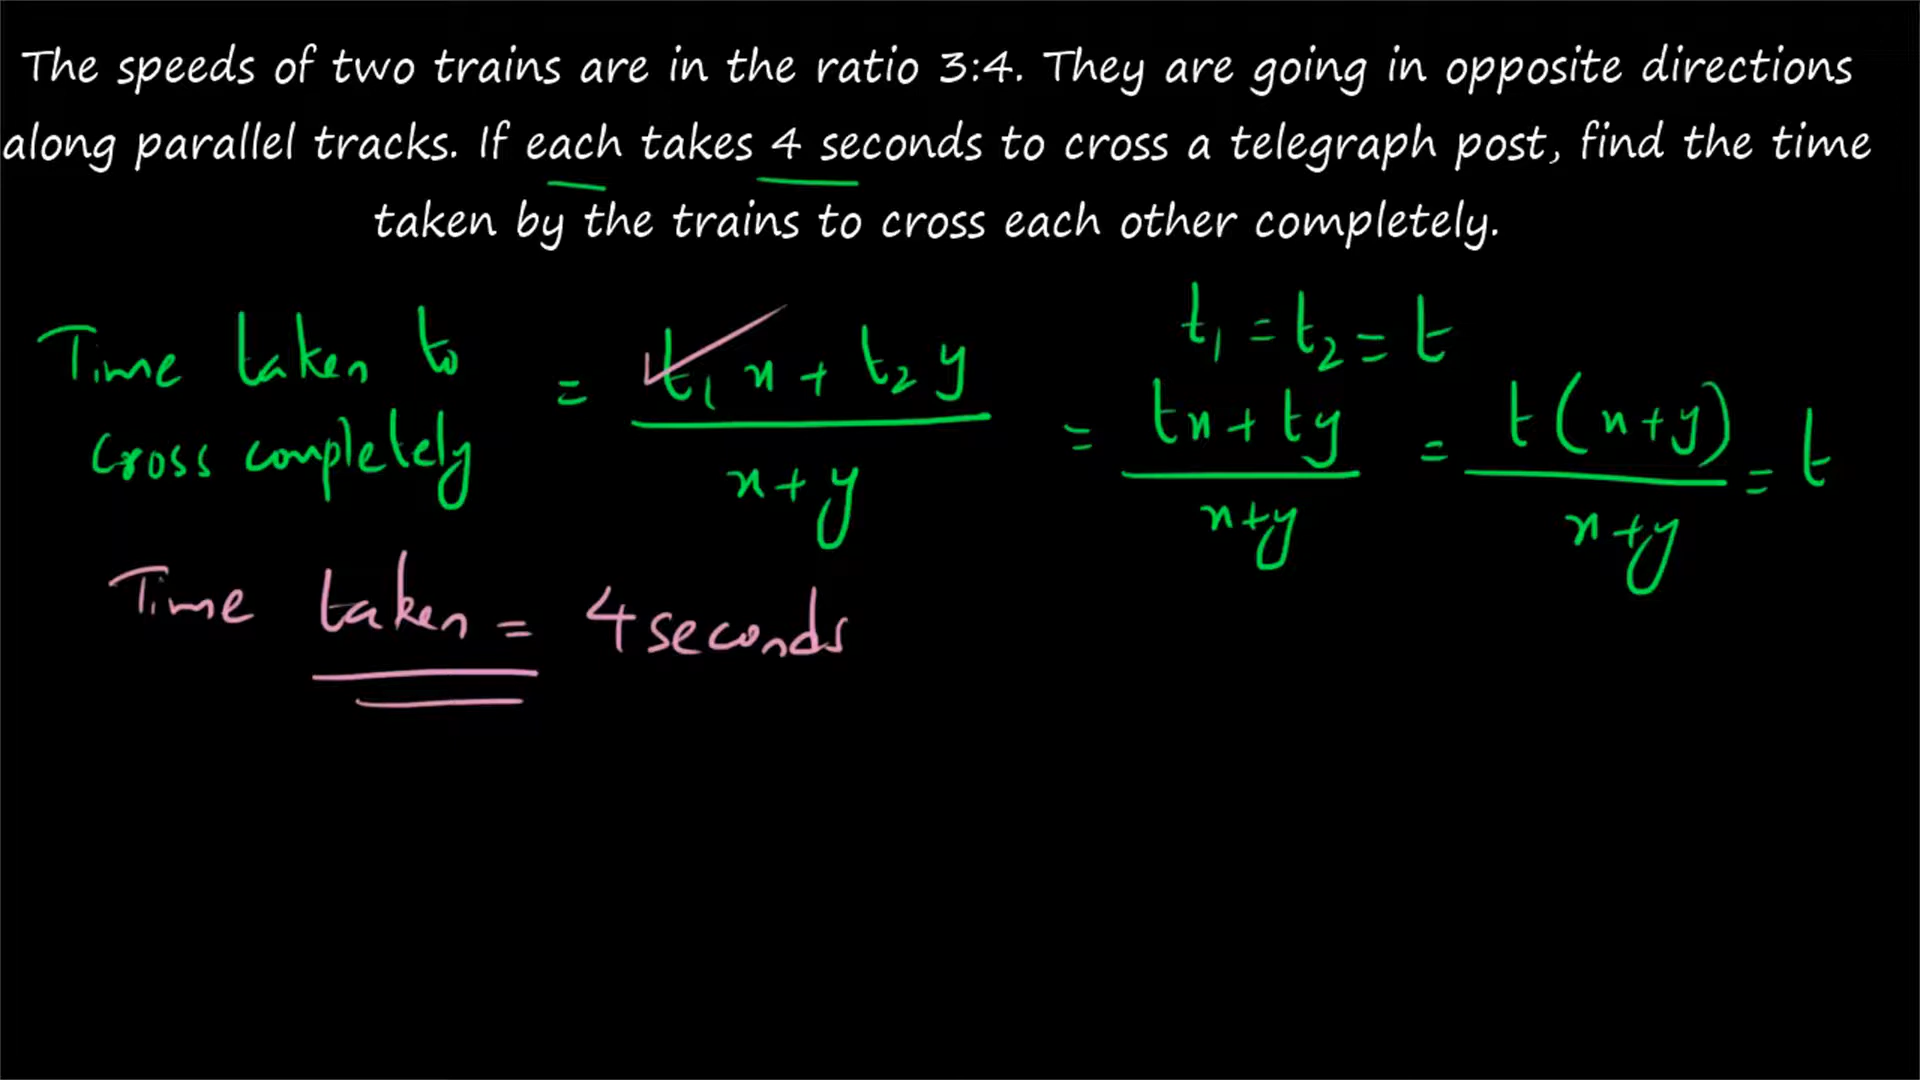 The speeds of two trains are in the ratio 3:4. They are going in opposite directions
along parallel tracks. If each takes 4 seconds to cross a telegraph post, find the time
taken by the trains to cross each other completely.
t₁ = t₂ = t
Time taken to cross completely = (t₁ x + t₂ y) / (x + y) = (tx + ty) / (x + y) = t(x + y) / (x + y) = t
Time taken = 4 seconds